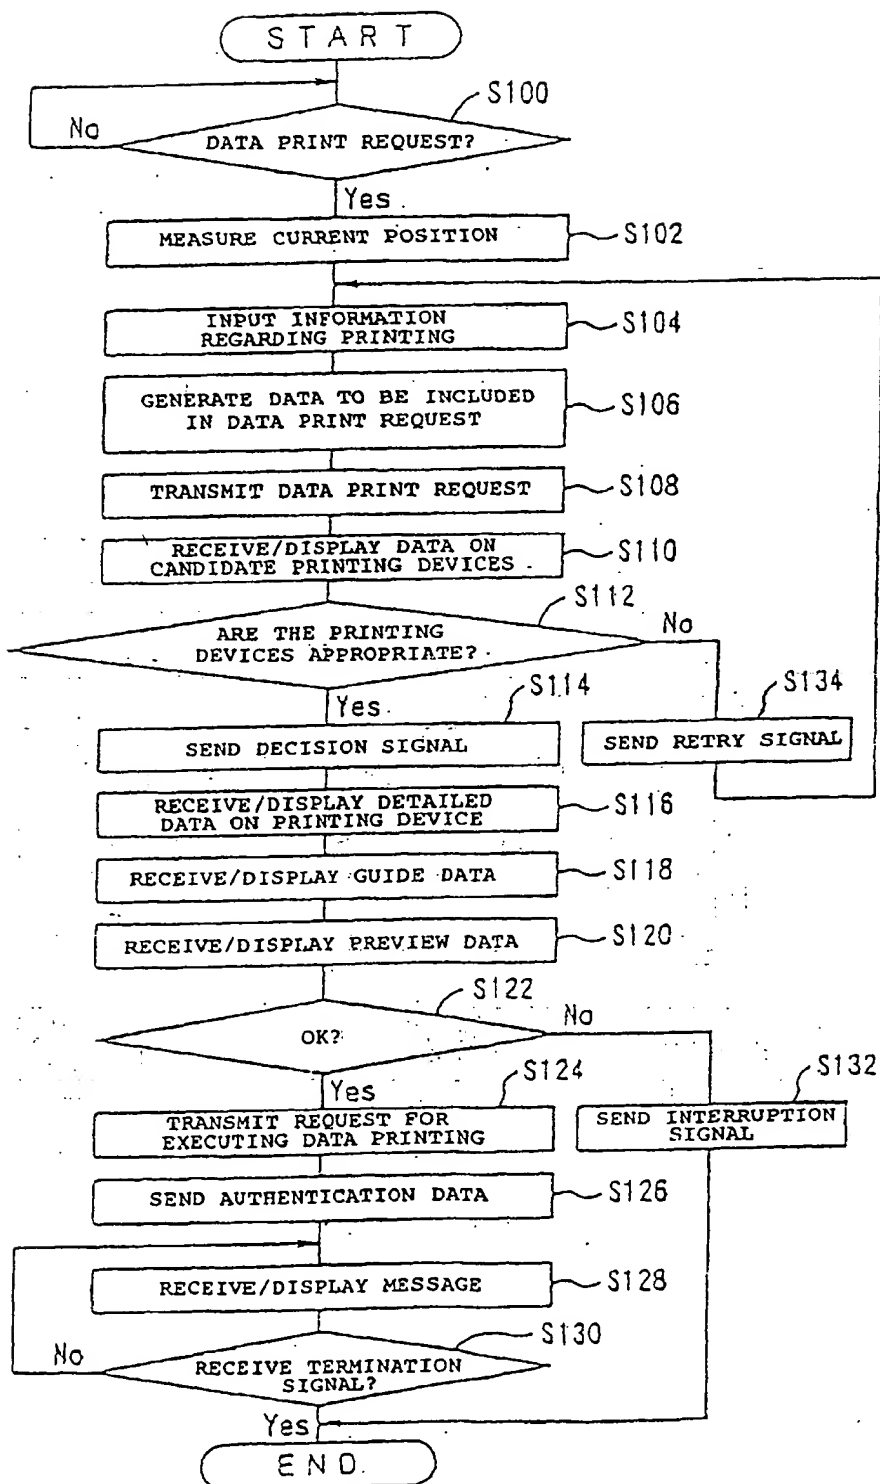 START
S100
No
DATA PRINT REQUEST?
Yes
MEASURE CURRENT POSITION
S102
INPUT INFORMATION
REGARDING PRINTING
S104
GENERATE DATA TO BE INCLUDED
IN DATA PRINT REQUEST
S106
TRANSMIT DATA PRINT REQUEST
S108
RECEIVE/DISPLAY DATA ON
CANDIDATE PRINTING DEVICES
S110
S112
ARE THE PRINTING
DEVICES APPROPRIATE?
No
Yes
S114
S134
SEND DECISION SIGNAL
SEND RETRY SIGNAL
RECEIVE/DISPLAY DETAILED
DATA ON PRINTING DEVICE
S116
RECEIVE/DISPLAY GUIDE DATA
S118
RECEIVE/DISPLAY PREVIEW DATA
S120
S122
OK?
No
Yes
S124
S132
TRANSMIT REQUEST FOR
EXECUTING DATA PRINTING
SEND INTERRUPTION
SIGNAL
SEND AUTHENTICATION DATA
S126
RECEIVE/DISPLAY MESSAGE
S128
S130
No
RECEIVE TERMINATION
SIGNAL?
Yes
END